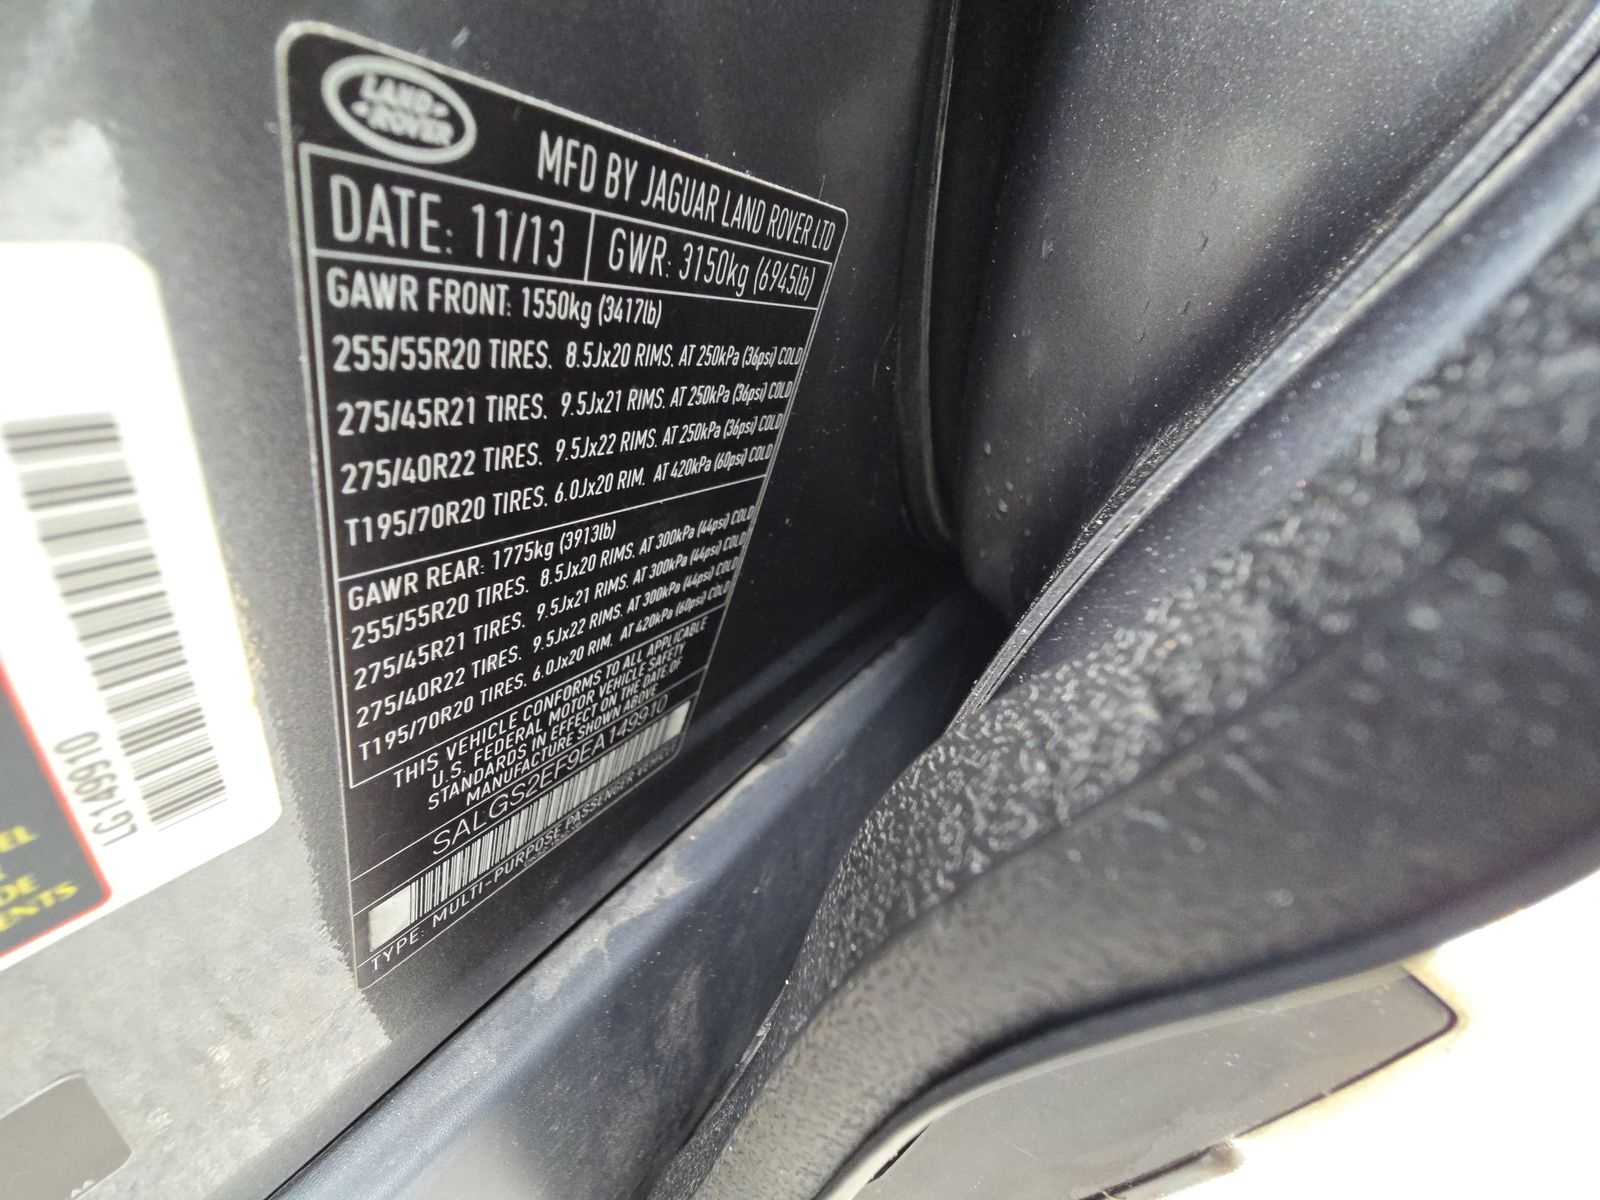 LAND
ROVER
MFD BY JAGUAR LAND ROVER LTD
DATE: 11/13 GWR: 3150kg (6945lb)
GAWR FRONT: 1550kg (3417lb)
255/55R20 TIRES. 8.5Jx20 RIMS. AT 250kPa (36psi) COLD
275/45R21 TIRES. 9.5Jx21 RIMS. AT 250kPa (36psi) COLD
275/40R22 TIRES. 9.5Jx22 RIMS. AT 250kPa (36psi) COLD
T195/70R20 TIRES. 6.0Jx20 RIM. AT 420kPa (60psi) COLD
GAWR REAR: 1775kg (3913lb)
255/55R20 TIRES. 8.5Jx20 RIMS. AT 300kPa (44psi) COLD
275/45R21 TIRES. 9.5Jx21 RIMS. AT 300kPa (44psi) COLD
275/40R22 TIRES. 9.5Jx22 RIMS. AT 300kPa (44psi) COLD
T195/70R20 TIRES. 6.0Jx20 RIM. AT 420kPa (60psi) COLD
THIS VEHICLE CONFORMS TO ALL APPLICABLE
U.S. FEDERAL MOTOR VEHICLE SAFETY
STANDARDS IN EFFECT ON THE DATE OF
MANUFACTURE SHOWN ABOVE
SALGS2EF9EA149910
TYPE: MULTI-PURPOSE PASSENGER VEHICLE
LG149910